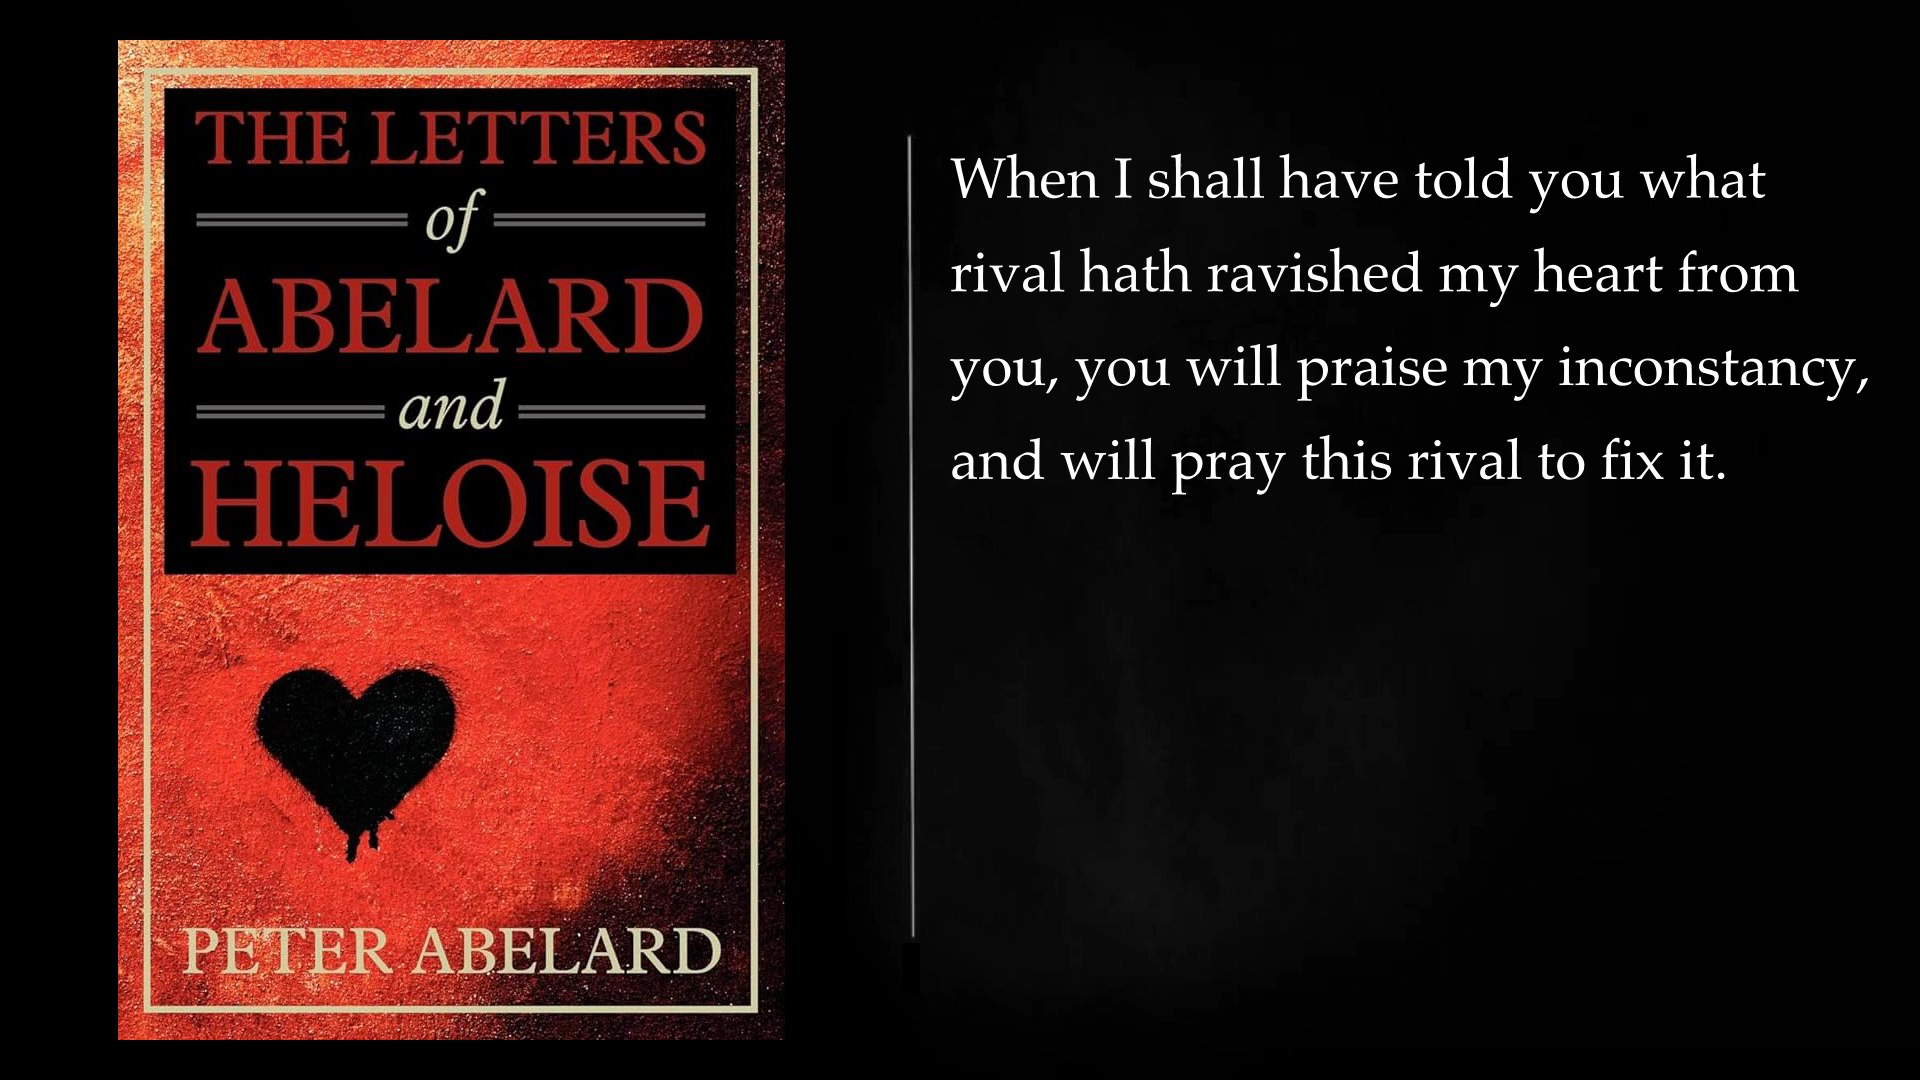 THE LETTERS
of
ABELARD
and
HELOISE
PETER ABELARD
When I shall have told you what
rival hath ravished my heart from
you, you will praise my inconstancy,
and will pray this rival to fix it.